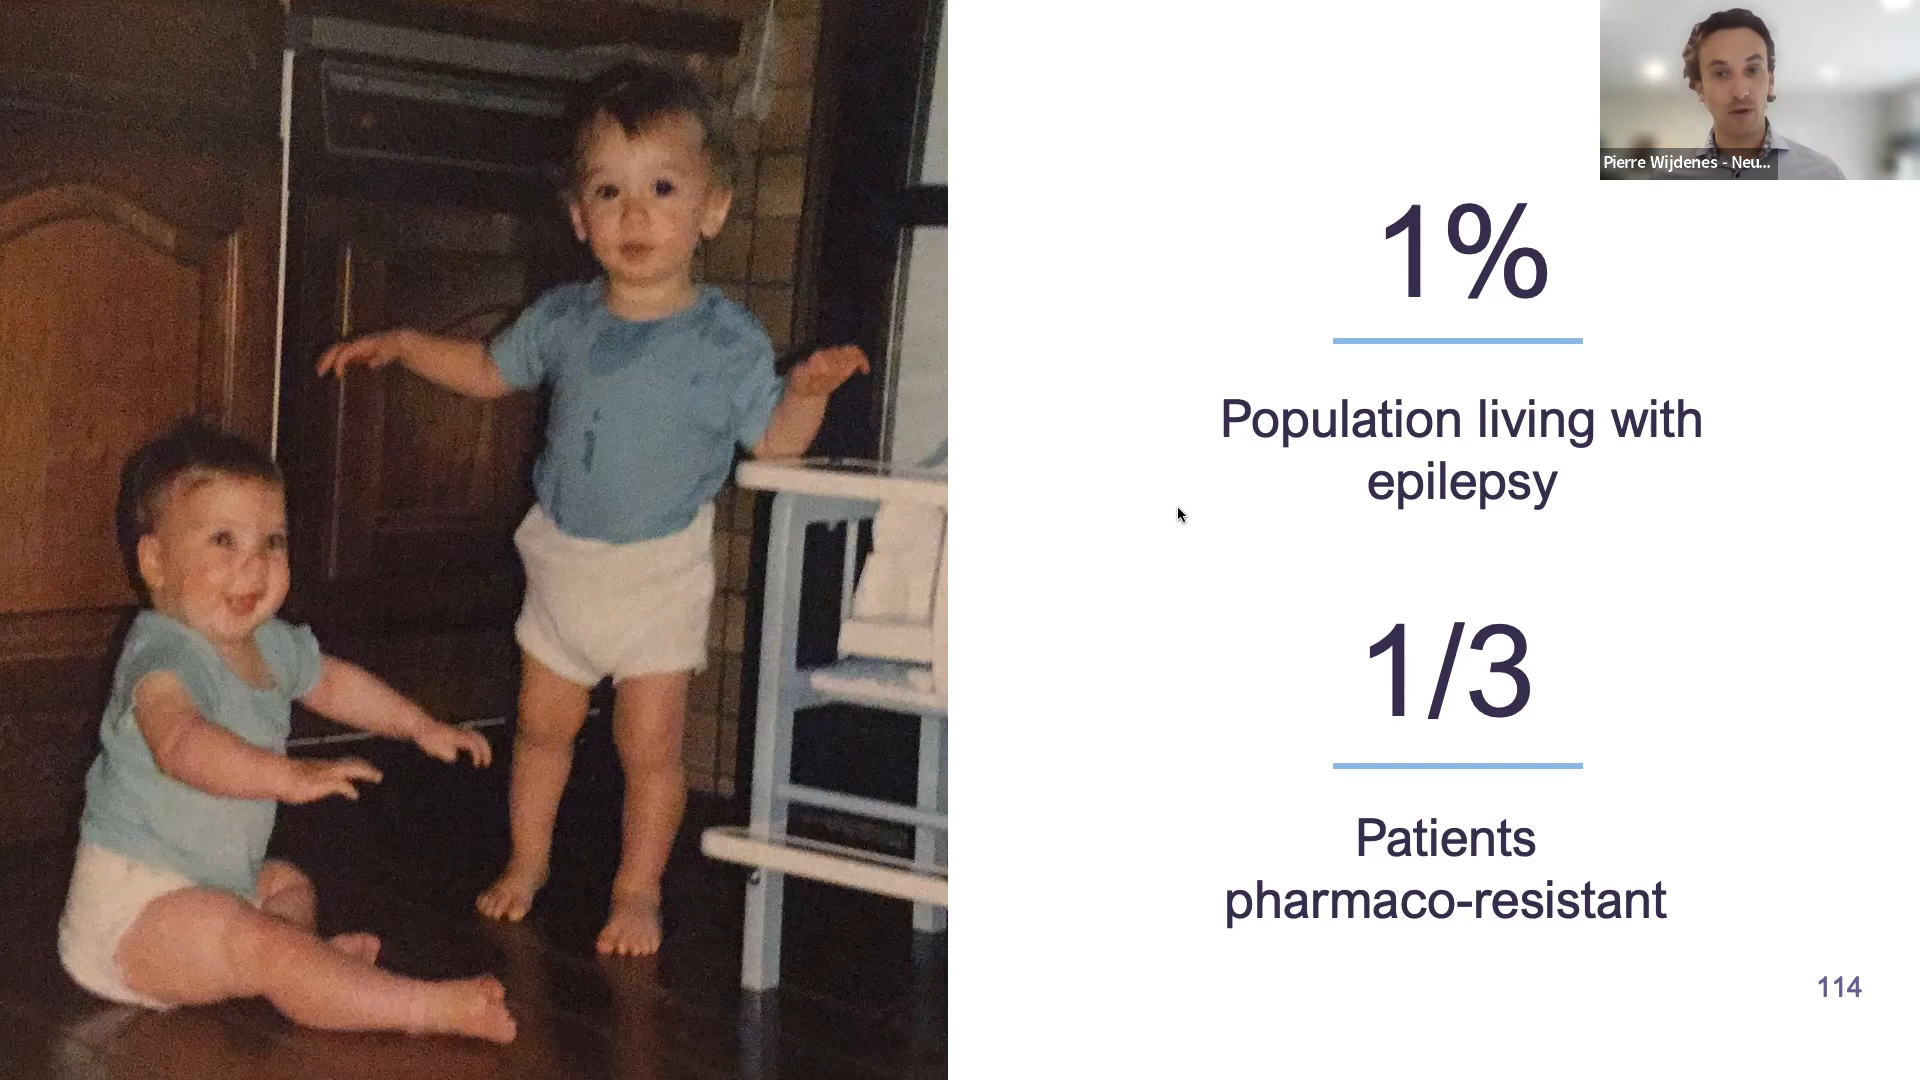 Pierre Wijdenes - Neu...
1%
Population living with
epilepsy
1/3
Patients
pharmaco-resistant
114